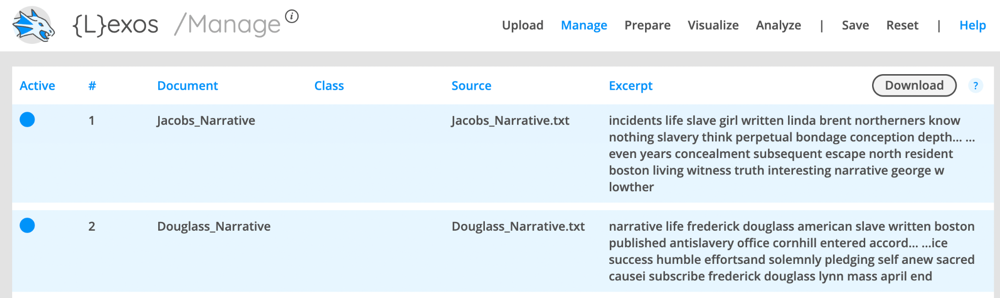 {L}exos /Manage i
Upload Manage Prepare Visualize Analyze | Save Reset | Help
Active # Document Class Source Excerpt Download ?
1 Jacobs_Narrative Jacobs_Narrative.txt incidents life slave girl written linda brent northerners know
nothing slavery think perpetual bondage conception depth... ...
even years concealment subsequent escape north resident
boston living witness truth interesting narrative george w
lowther
2 Douglass_Narrative Douglass_Narrative.txt narrative life frederick douglass american slave written boston
published antislavery office cornhill entered accord... ...ice
success humble effortsand solemnly pledging self anew sacred
causei subscribe frederick douglass lynn mass april end